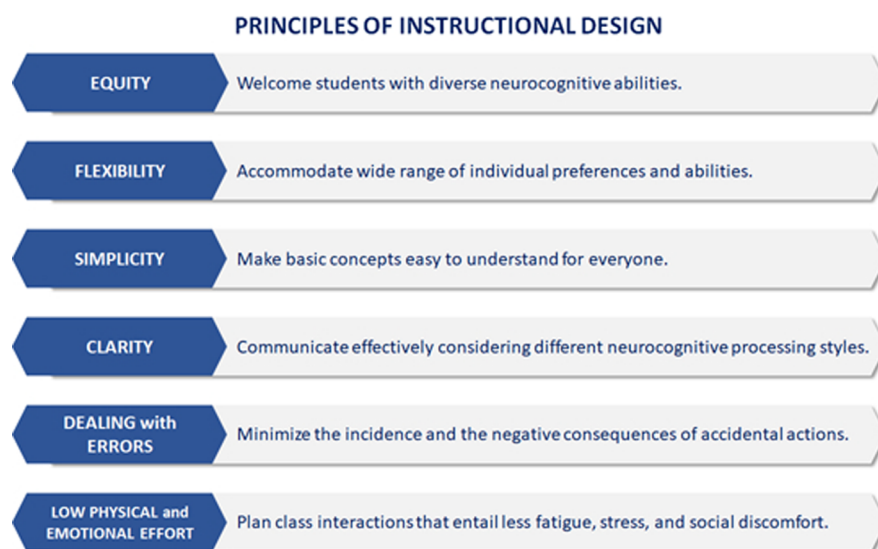 PRINCIPLES OF INSTRUCTIONAL DESIGN
EQUITY
Welcome students with diverse neurocognitive abilities.
FLEXIBILITY
Accommodate wide range of individual preferences and abilities.
SIMPLICITY
Make basic concepts easy to understand for everyone.
CLARITY
Communicate effectively considering different neurocognitive processing styles.
DEALING with
ERRORS
Minimize the incidence and the negative consequences of accidental actions.
LOW PHYSICAL and
EMOTIONAL EFFORT
Plan class interactions that entail less fatigue, stress, and social discomfort.